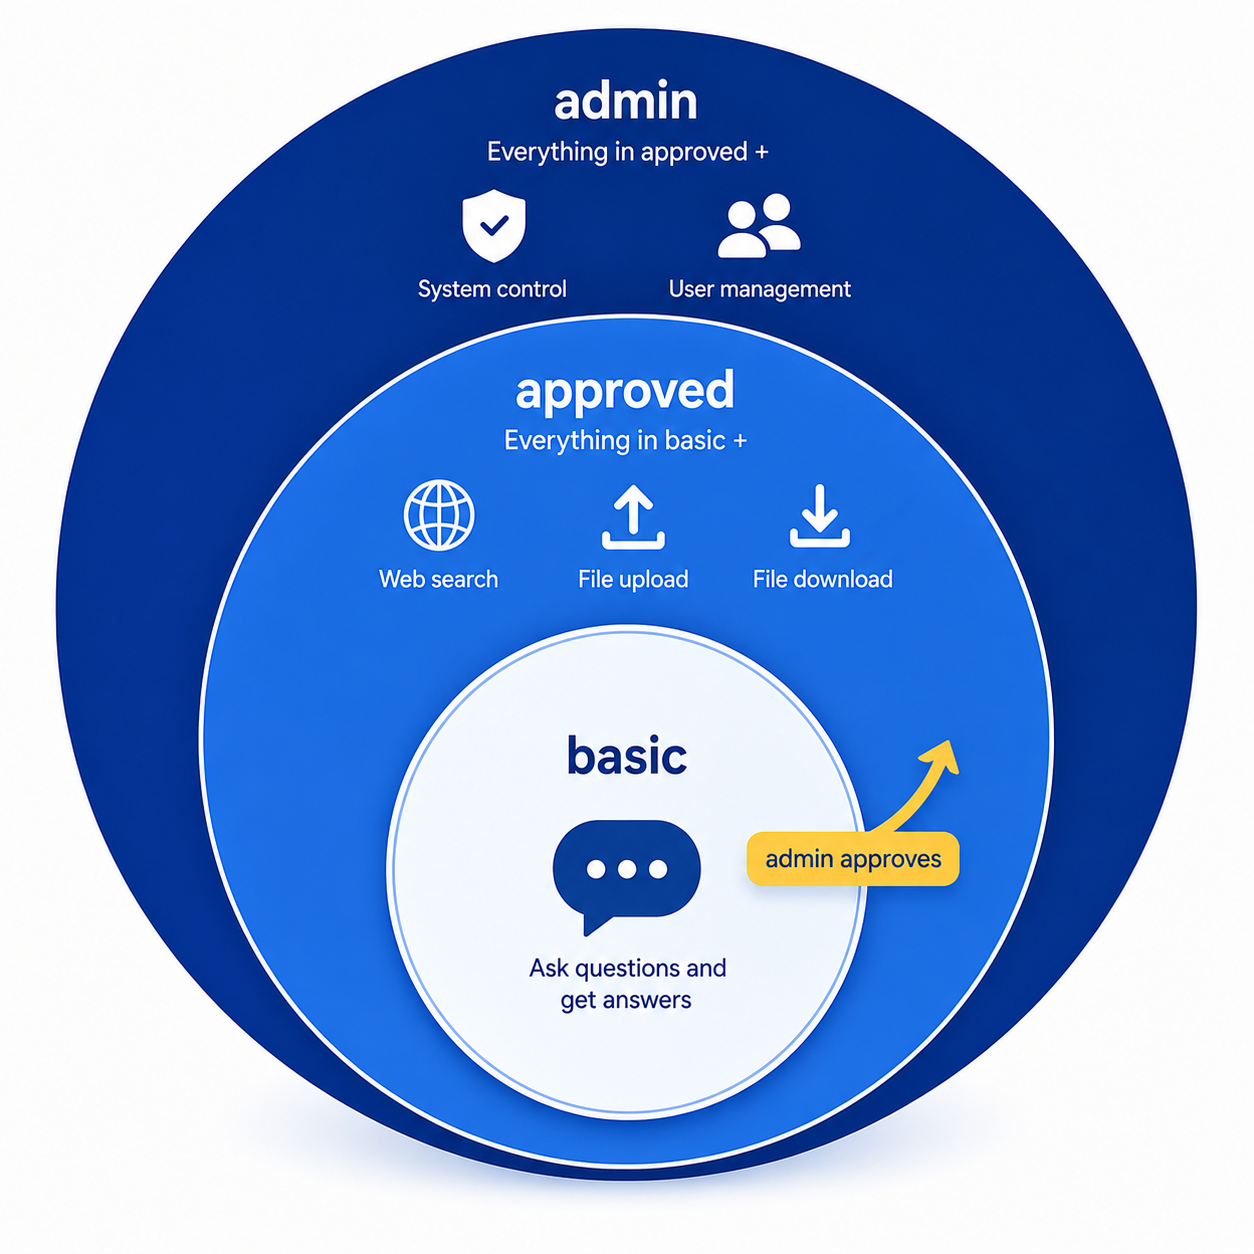 admin
Everything in approved +
System control
User management
approved
Everything in basic +
Web search
File upload
File download
basic
admin approves
Ask questions and
get answers